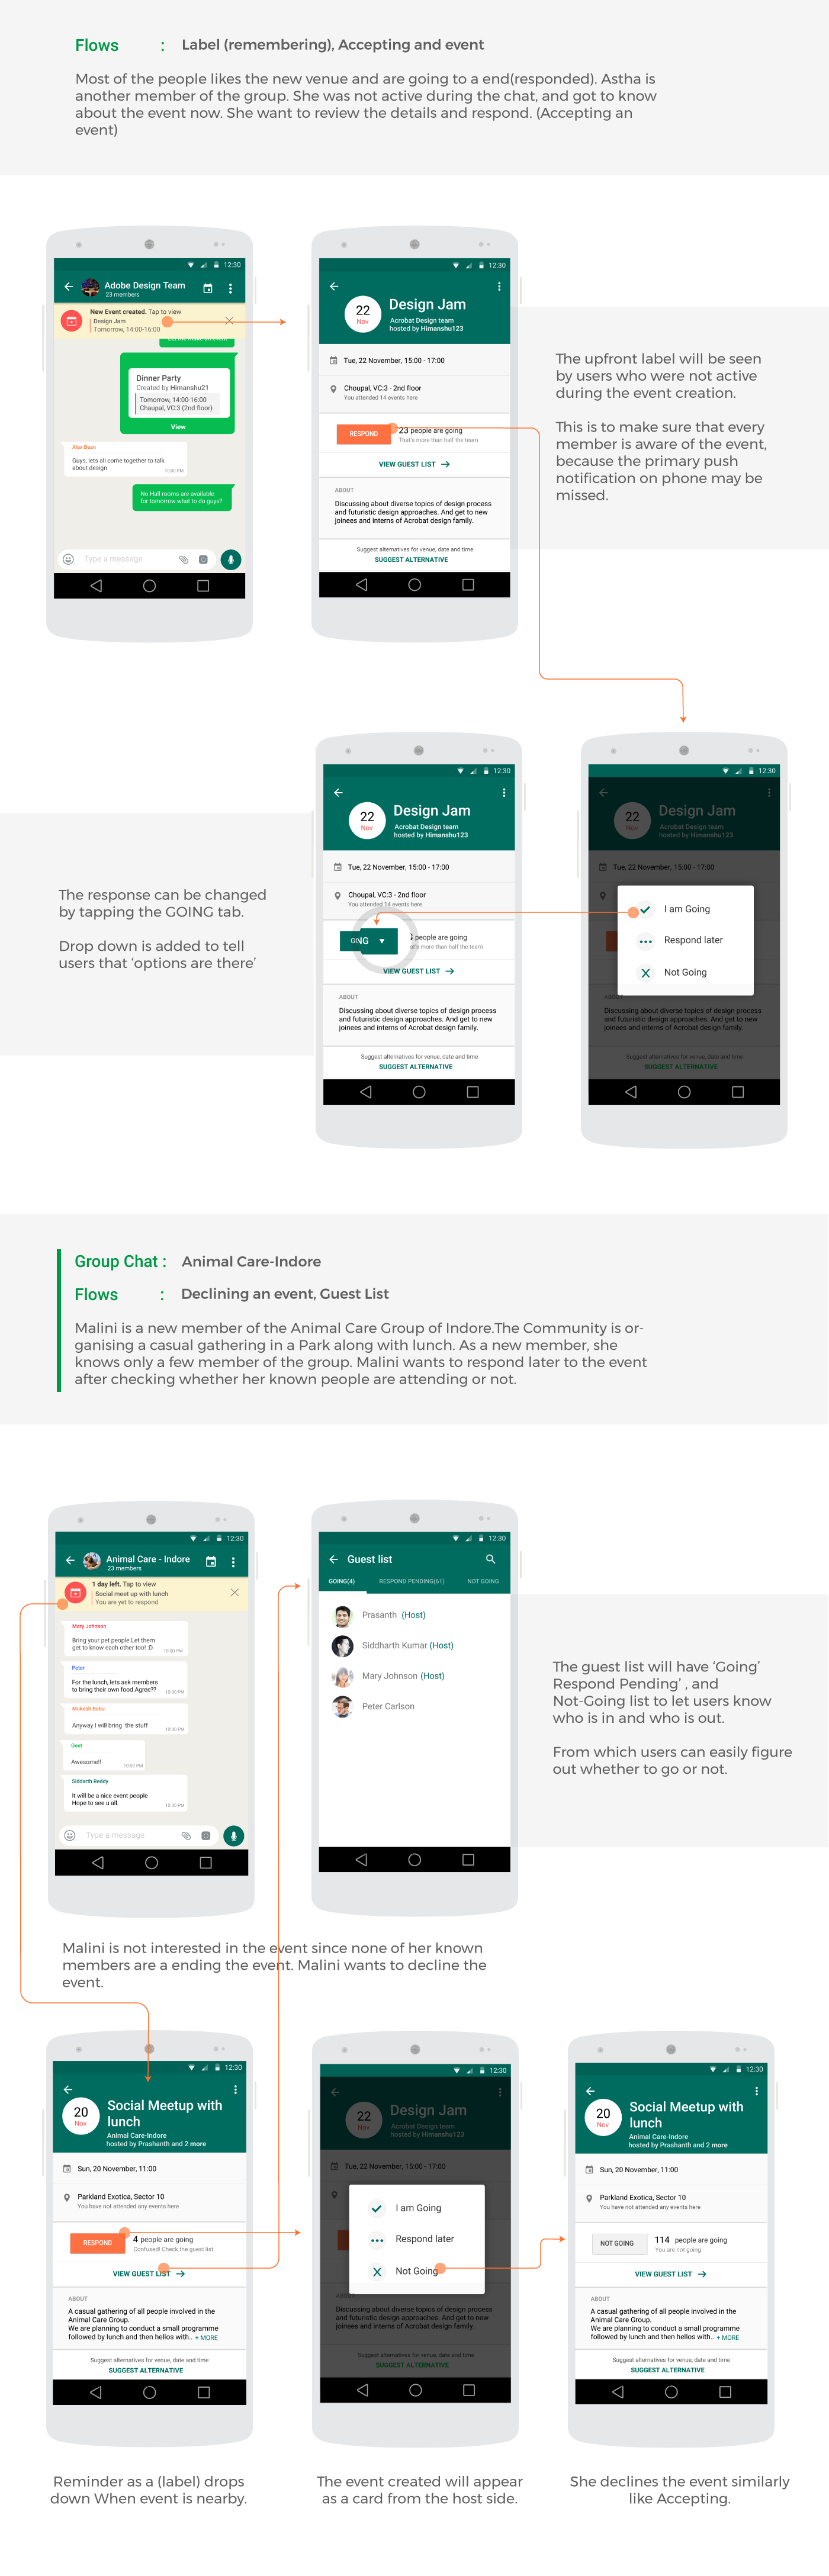 Flows : Label (remembering), Accepting and event
Most of the people likes the new venue and are going to a end(responded). Astha is
another member of the group. She was not active during the chat, and got to know
about the event now. She want to review the details and respond. (Accepting an
event)
12:30
Adobe Design Team
23 members
New Event created. Tap to view
Design Jam
Tomorrow, 14:00-16:00
Dinner Party
Created by Himanshu21
Tomorrow, 14:00-16:00
Chaupal, VC:3 (2nd floor)
View
Alex Bean
Guys, lets all come together to talk
about design
10:00 PM
No Hall rooms are available
for tomorrow.what to do guys?
Type a message
12:30
22
Nov
Design Jam
Acrobat Design team
hosted by Himanshu123
Tue, 22 November, 15:00 - 17:00
Choupal, VC:3 - 2nd floor
You attended 14 events here
RESPOND
23 people are going
That's more than half the team
VIEW GUEST LIST
ABOUT
Discussing about diverse topics of design process
and futuristic design approaches. And get to new
joinees and interns of Acrobat design family.
Suggest alternatives for venue, date and time
SUGGEST ALTERNATIVE
The upfront label will be seen
by users who were not active
during the event creation.
This is to make sure that every
member is aware of the event,
because the primary push
notification on phone may be
missed.
The response can be changed
by tapping the GOING tab.
Drop down is added to tell
users that ‘options are there’
12:30
22
Nov
Design Jam
Acrobat Design team
hosted by Himanshu123
Tue, 22 November, 15:00 - 17:00
Choupal, VC:3 - 2nd floor
You attended 14 events here
people are going
more than half the team
VIEW GUEST LIST
ABOUT
Discussing about diverse topics of design process
and futuristic design approaches. And get to new
joinees and interns of Acrobat design family.
Suggest alternatives for venue, date and time
SUGGEST ALTERNATIVE
12:30
22
Nov
Design Jam
Acrobat Design team
hosted by Himanshu123
Tue, 22 November, 15:00 - 17:00
I am Going
Respond later
Not Going
ABOUT
Discussing about diverse topics of design process
and futuristic design approaches. And get to new
joinees and interns of Acrobat design family.
Suggest alternatives for venue, date and time
SUGGEST ALTERNATIVE
Group Chat : Animal Care-Indore
Flows : Declining an event, Guest List
Malini is a new member of the Animal Care Group of Indore.The Community is or-
ganising a casual gathering in a Park along with lunch. As a new member, she
knows only a few member of the group. Malini wants to respond later to the event
after checking whether her known people are attending or not.
12:30
Animal Care - Indore
23 members
1 day left. Tap to view
Social meet up with lunch
You are yet to respond
Mary Johnson
Bring your pet people.Let them
get to know each other too! :D
10:00 PM
Peter
For the lunch, lets ask members
to bring their own food.Agree??
10:00 PM
Mukesh Babu
Anyway I will bring the stuff
10:00 PM
Geet
Awesome!!
10:00 PM
Siddarth Reddy
It will be a nice event people
Hope to see u all.
10:00 PM
Type a message
12:30
Guest list
GOING(4) RESPOND PENDING(61) NOT GOING
Prasanth (Host)
Siddharth Kumar (Host)
Mary Johnson (Host)
Peter Carlson
The guest list will have ‘Going’
Respond Pending’ , and
Not-Going list to let users know
who is in and who is out.
From which users can easily figure
out whether to go or not.
Malini is not interested in the event since none of her known
members are a ending the event. Malini wants to decline the
event.
12:30
20
Nov
Social Meetup with
lunch
Animal Care-Indore
hosted by Prashanth and 2 more
Sun, 20 November, 11:00
Parkland Exotica, Sector 10
You have not attended any events here
RESPOND
4 people are going
Confused! Check the guest list
VIEW GUEST LIST
ABOUT
A casual gathering of all people involved in the
Animal Care Group.
We are planning to conduct a small programme
followed by lunch and then hellos with.. + MORE
Suggest alternatives for venue, date and time
SUGGEST ALTERNATIVE
12:30
22
Nov
Design Jam
Acrobat Design team
hosted by Himanshu123
Tue, 22 November, 15:00 - 17:00
I am Going
Respond later
Not Going
ABOUT
Discussing about diverse topics of design process
and futuristic design approaches. And get to new
joinees and interns of Acrobat design family.
Suggest alternatives for venue, date and time
SUGGEST ALTERNATIVE
12:30
20
Nov
Social Meetup with
lunch
Animal Care-Indore
hosted by Prashanth and 2 more
Sun, 20 November, 11:00
Parkland Exotica, Sector 10
You have not attended any events here
NOT GOING
114 people are going
You are not going
VIEW GUEST LIST
ABOUT
A casual gathering of all people involved in the
Animal Care Group.
We are planning to conduct a small programme
followed by lunch and then hellos with.. + MORE
Suggest alternatives for venue, date and time
SUGGEST ALTERNATIVE
Reminder as a (label) drops
down When event is nearby.
The event created will appear
as a card from the host side.
She declines the event similarly
like Accepting.